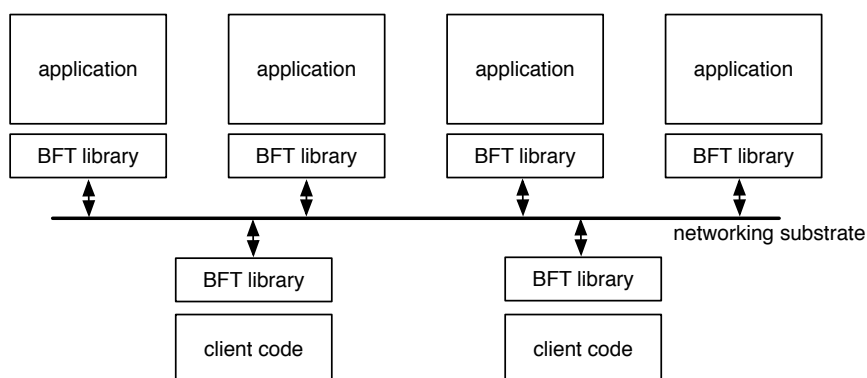 application
application
application
application
BFT library
BFT library
BFT library
BFT library
networking substrate
BFT library
BFT library
client code
client code